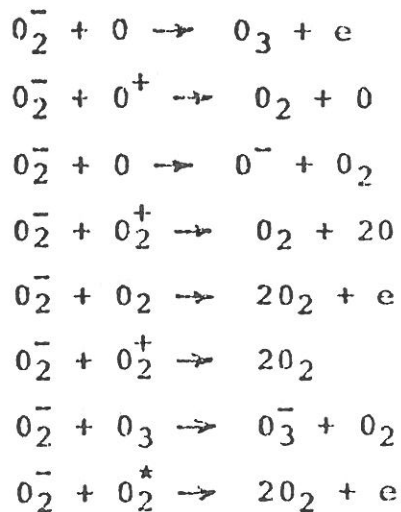 O₂⁻ + O → O₃ + e
O₂⁻ + O⁺ → O₂ + O
O₂⁻ + O → O⁻ + O₂
O₂⁻ + O₂⁺ → O₂ + 2O
O₂⁻ + O₂ → 2O₂ + e
O₂⁻ + O₂⁺ → 2O₂
O₂⁻ + O₃ → O₃⁻ + O₂
O₂⁻ + O₂* → 2O₂ + e